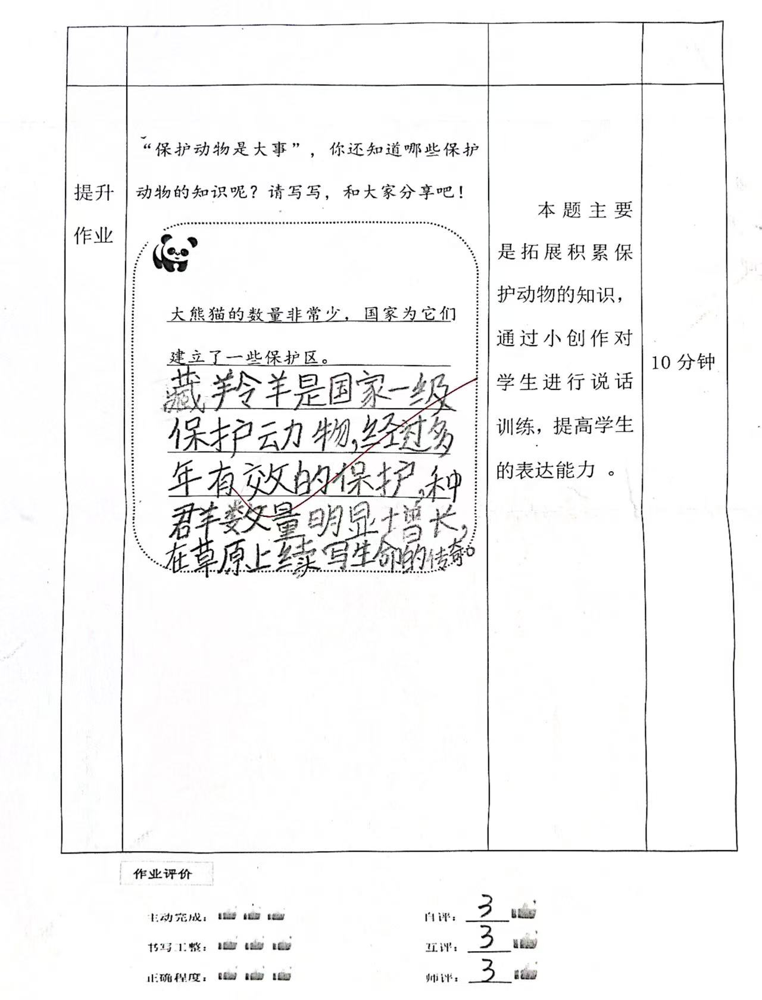 “保护动物是大事”，你还知道哪些保护
动物的知识呢？请写写，和大家分享吧！
提升
作业
大熊猫的数量非常少，国家为它们
建立了一些保护区。
藏羚羊是国家一级
保护动物,经过多
年有效的保护,种
群数量明显增长,
在草原上续写生命的传奇。
本题主要
是拓展积累保
护动物的知识，
通过小创作对
学生进行说话
训练，提高学生
的表达能力 。
10 分钟
作业评价
主动完成：
书写工整：
正确程度：
自评： 3
互评： 3
师评： 3